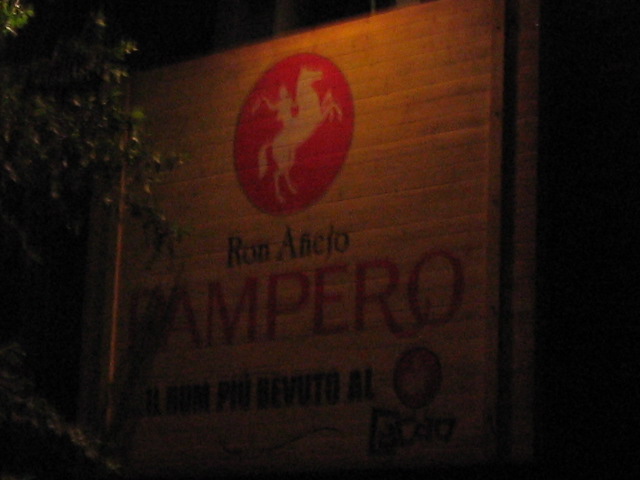 Ron Añejo
PAMPERO
IL RUM PIÙ BEVUTO AL